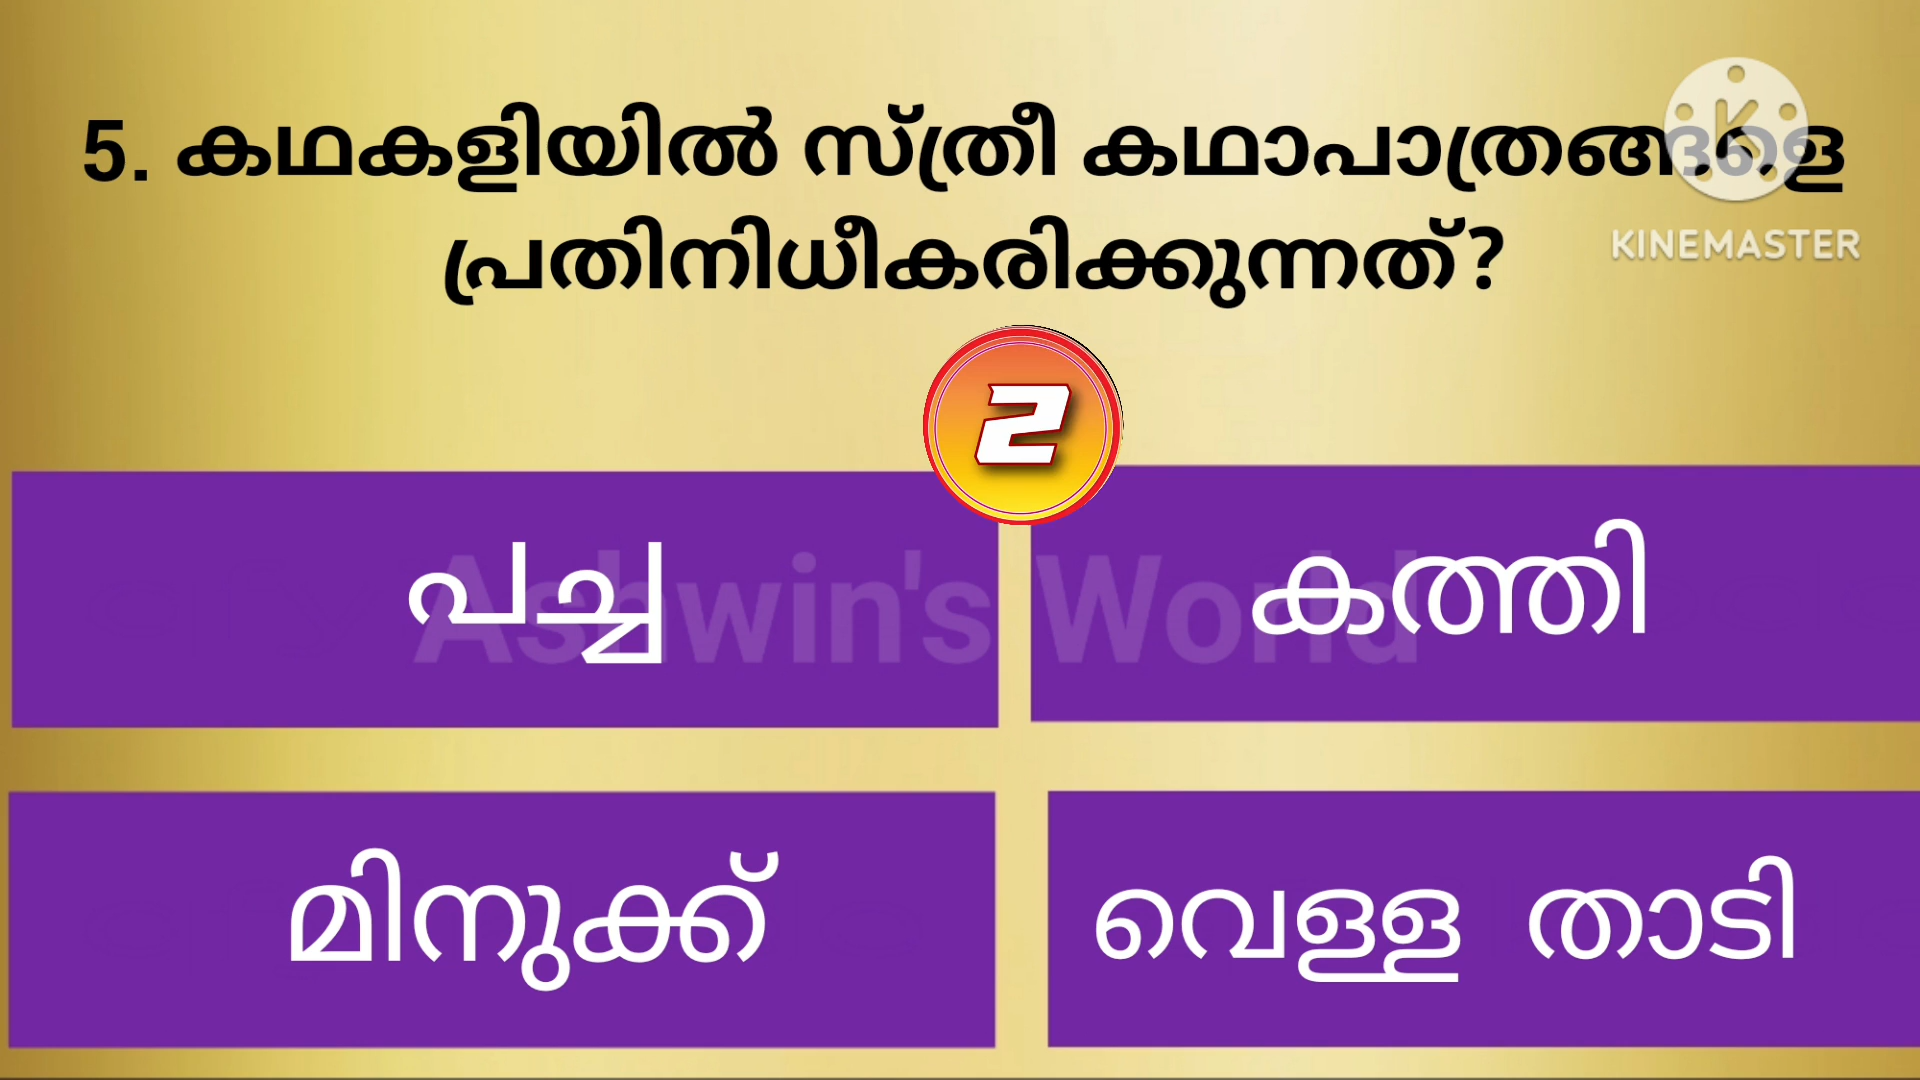 5. കഥകളിയിൽ സ്ത്രീ കഥാപാത്രങ്ങളെ
പ്രതിനിധീകരിക്കുന്നത്?
KINEMASTER
2
പച്ച
കത്തി
Ashwin's World
മിനുക്ക്
വെള്ള താടി